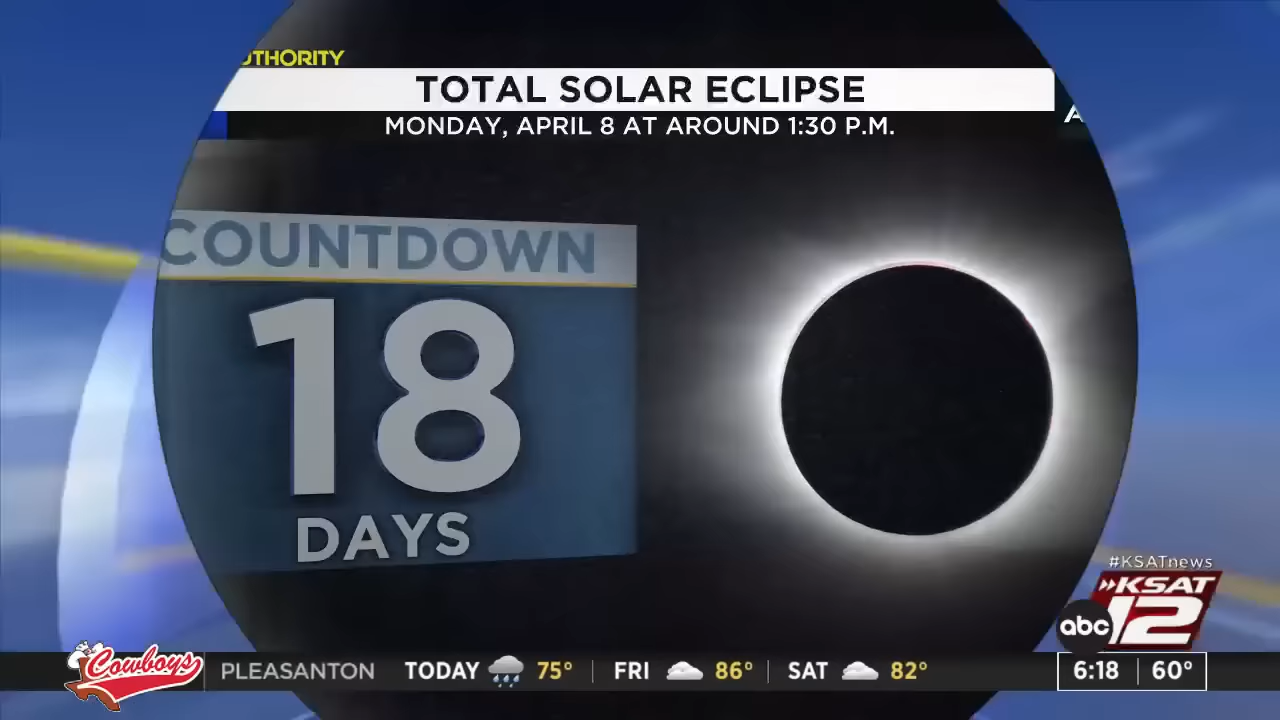 UTHORITY
TOTAL SOLAR ECLIPSE
MONDAY, APRIL 8 AT AROUND 1:30 P.M.
A
COUNTDOWN
18
DAYS
#KSATnews
KSAT
abc 12
Cowboys PLEASANTON TODAY 75° FRI 86° SAT 82° 6:18 60°